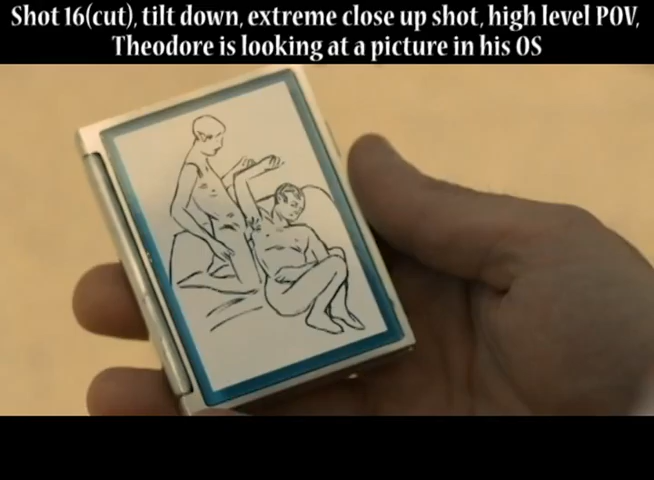 Shot 16(cut), tilt down, extreme close up shot, high level POV,
Theodore is looking at a picture in his OS